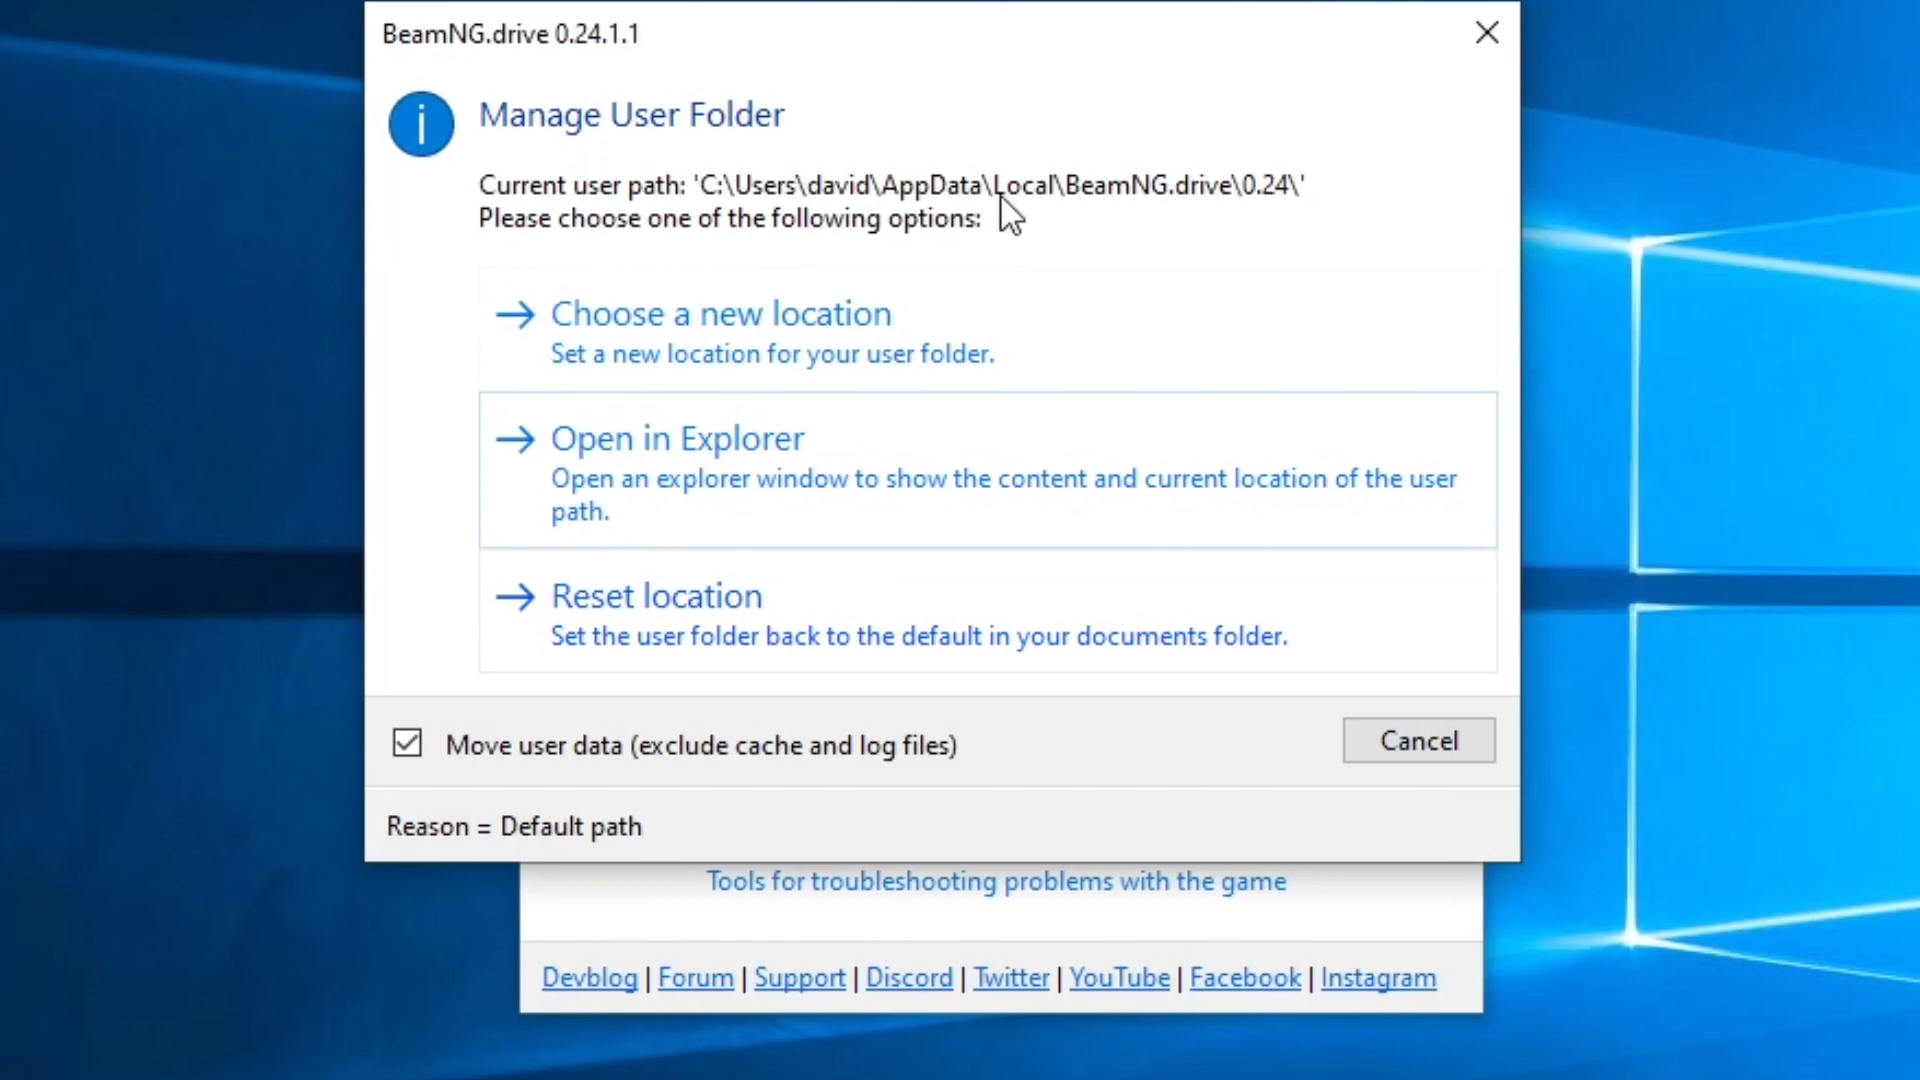 BeamNG.drive 0.24.1.1
Manage User Folder
Current user path: 'C:\Users\david\AppData\Local\BeamNG.drive\0.24\'
Please choose one of the following options:
Choose a new location
Set a new location for your user folder.
Open in Explorer
Open an explorer window to show the content and current location of the user
path.
Reset location
Set the user folder back to the default in your documents folder.
Move user data (exclude cache and log files)
Cancel
Reason = Default path
Tools for troubleshooting problems with the game
Devblog | Forum | Support | Discord | Twitter | YouTube | Facebook | Instagram